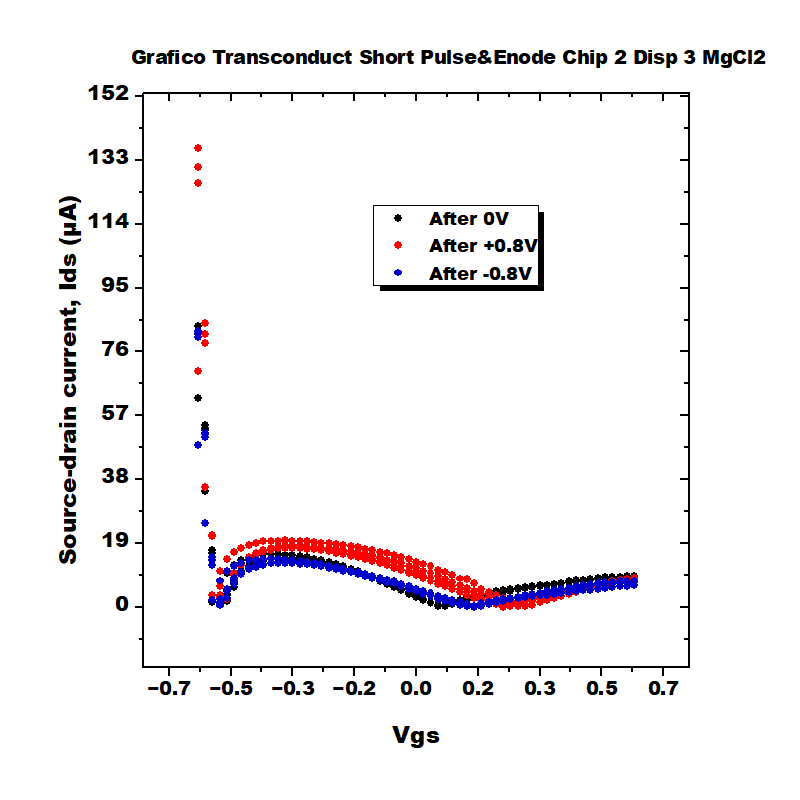 Grafico Transconduct Short Pulse&Enode Chip 2 Disp 3 MgCl2
152
133
114
95
76
57
38
19
0
Source-drain current, Ids (μA)
After 0V
After +0.8V
After -0.8V
−0.7 −0.5 −0.3 −0.2 0.0 0.2 0.3 0.5 0.7
Vgs